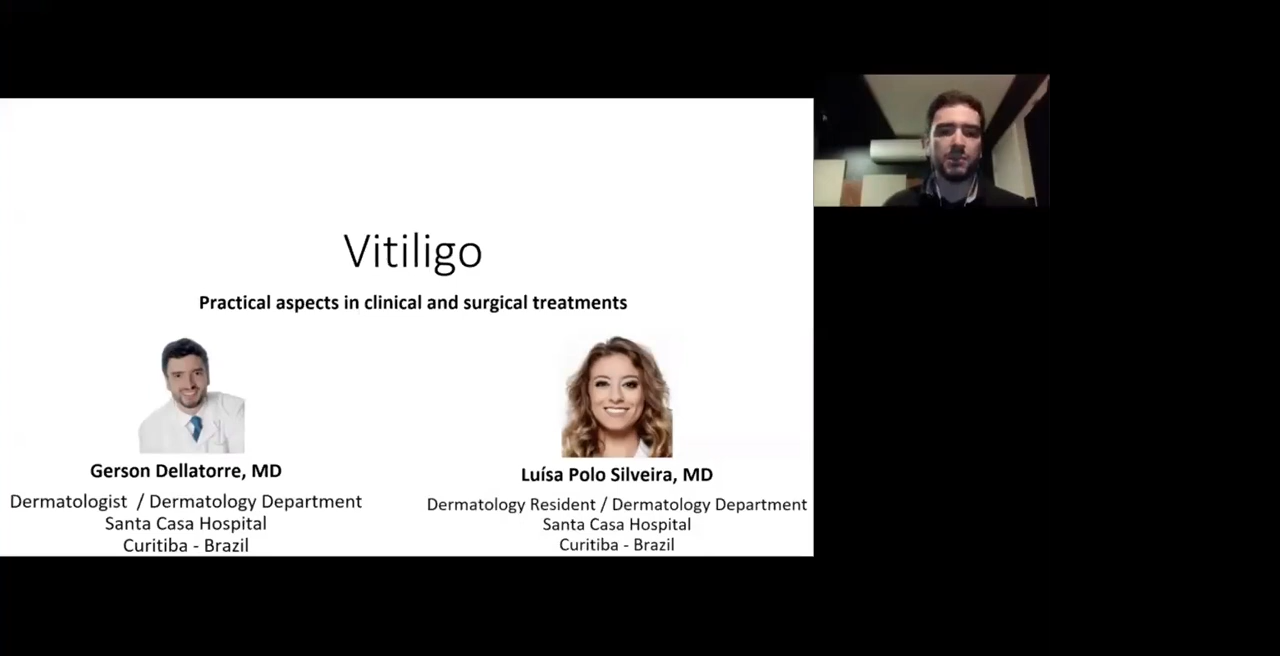 Vitiligo
Practical aspects in clinical and surgical treatments
Gerson Dellatorre, MD
Dermatologist / Dermatology Department
Santa Casa Hospital
Curitiba - Brazil
Luísa Polo Silveira, MD
Dermatology Resident / Dermatology Department
Santa Casa Hospital
Curitiba - Brazil